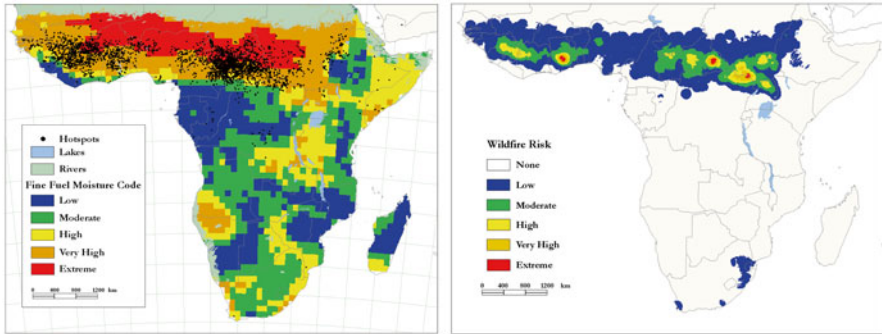 Hotspots
Lakes
Rivers
Fine Fuel Moisture Code
Low
Moderate
High
Very High
Extreme
0 400 800 1200 km
Wildfire Risk
None
Low
Moderate
High
Very High
Extreme
0 400 800 1200 km